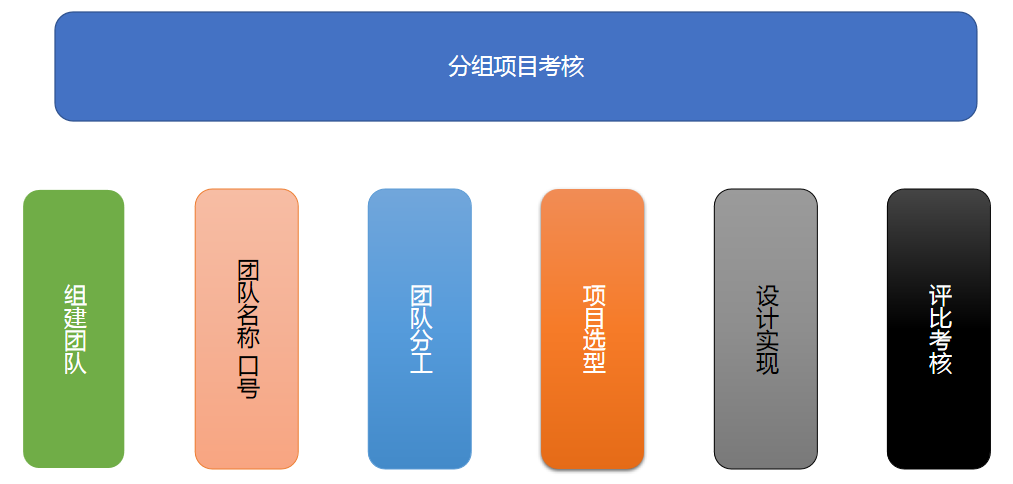 分组项目考核
组建团队
团队名称 口号
团队分工
项目选型
设计实现
评比考核